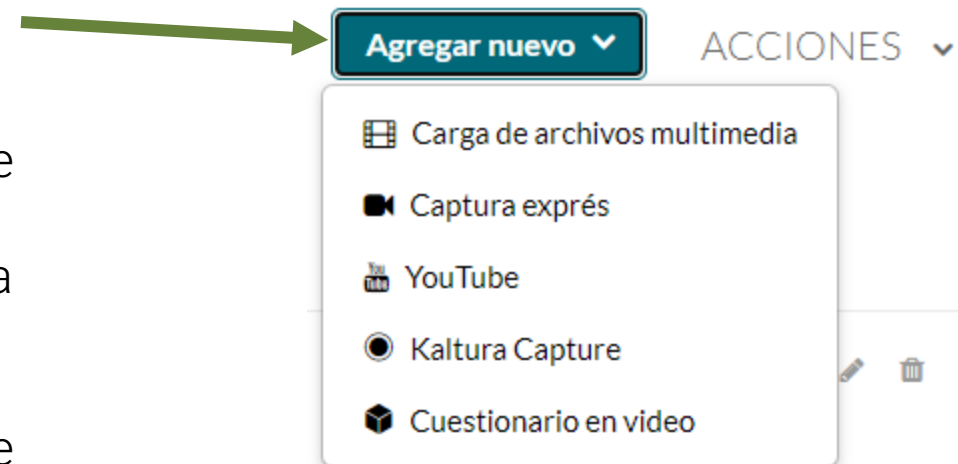 Agregar nuevo ACCIONES
Carga de archivos multimedia
e
Captura exprés
a
YouTube
Kaltura Capture
Cuestionario en video
e